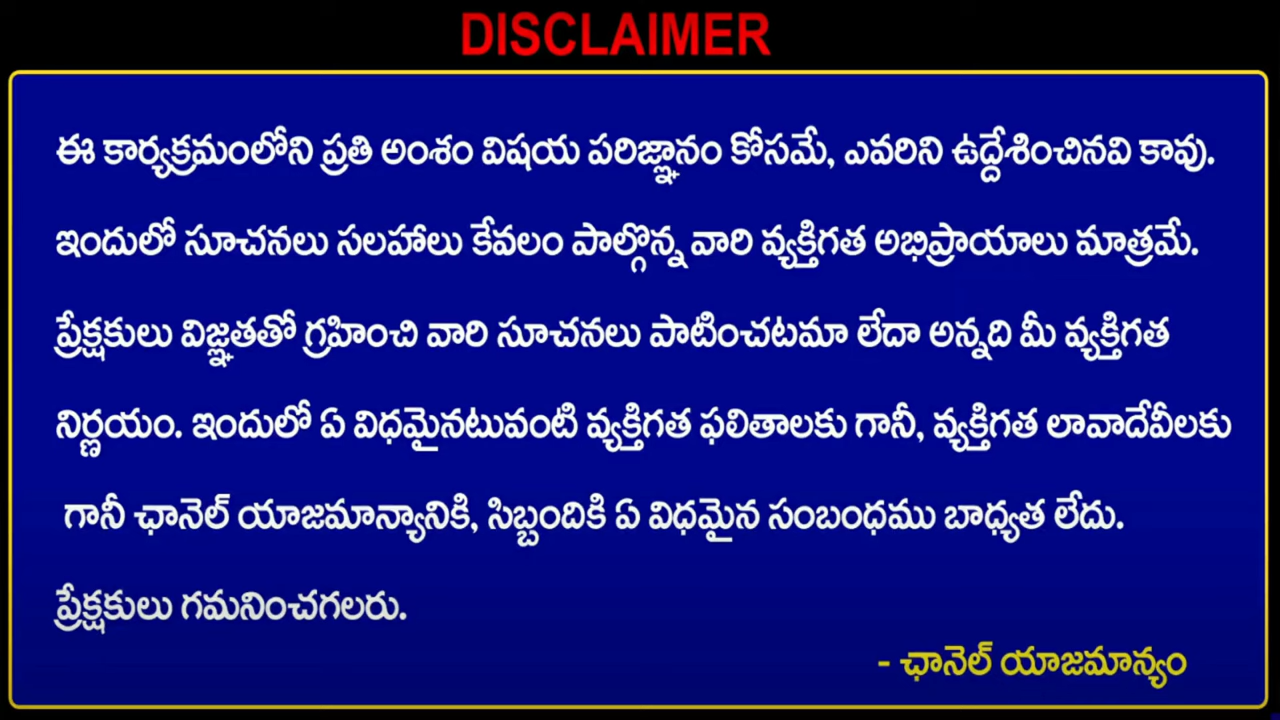 DISCLAIMER
ఈ కార్యక్రమంలోని ప్రతి అంశం విషయ పరిజ్ఞానం కోసమే, ఎవరిని ఉద్దేశించినవి కావు.
ఇందులో సూచనలు సలహాలు కేవలం పాల్గొన్న వారి వ్యక్తిగత అభిప్రాయాలు మాత్రమే.
ప్రేక్షకులు విజ్ఞతతో గ్రహించి వారి సూచనలు పాటించటమా లేదా అన్నది మీ వ్యక్తిగత
నిర్ణయం. ఇందులో ఏ విధమైనటువంటి వ్యక్తిగత ఫలితాలకు గానీ, వ్యక్తిగత లావాదేవీలకు
గానీ ఛానెల్ యాజమాన్యానికి, సిబ్బందికి ఏ విధమైన సంబంధము బాధ్యత లేదు.
ప్రేక్షకులు గమనించగలరు.
- ఛానెల్ యాజమాన్యం